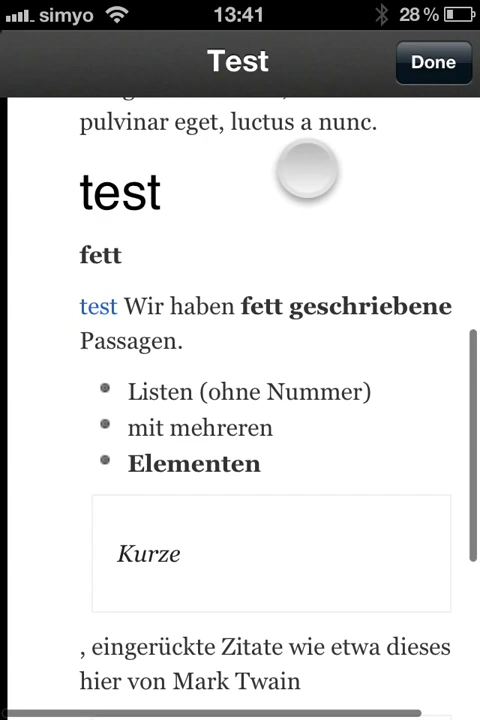 simyo 13:41 28 %
Test Done
pulvinar eget, luctus a nunc.
test
fett
test Wir haben fett geschriebene
Passagen.
Listen (ohne Nummer)
mit mehreren
Elementen
Kurze
, eingerückte Zitate wie etwa dieses
hier von Mark Twain